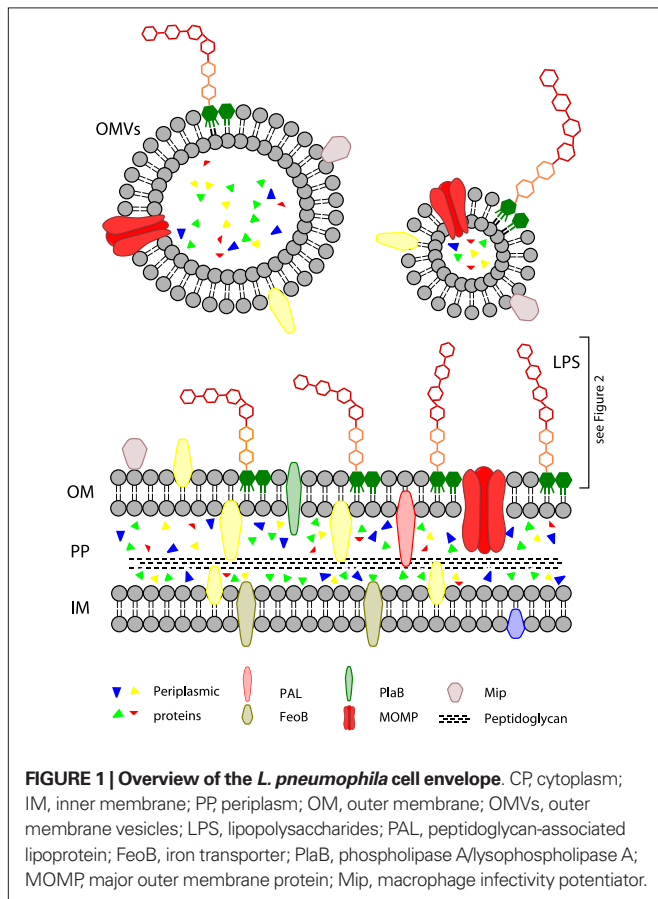 OMVs
LPS
see Figure 2
OM
PP
IM
Periplasmic
proteins
PAL
FeoB
PlaB
MOMP
Mip
Peptidoglycan
FIGURE 1 | Overview of the L. pneumophila cell envelope. CP, cytoplasm;
IM, inner membrane; PP, periplasm; OM, outer membrane; OMVs, outer
membrane vesicles; LPS, lipopolysaccharides; PAL, peptidoglycan-associated
lipoprotein; FeoB, iron transporter; PlaB, phospholipase A/lysophospholipase A;
MOMP, major outer membrane protein; Mip, macrophage infectivity potentiator.